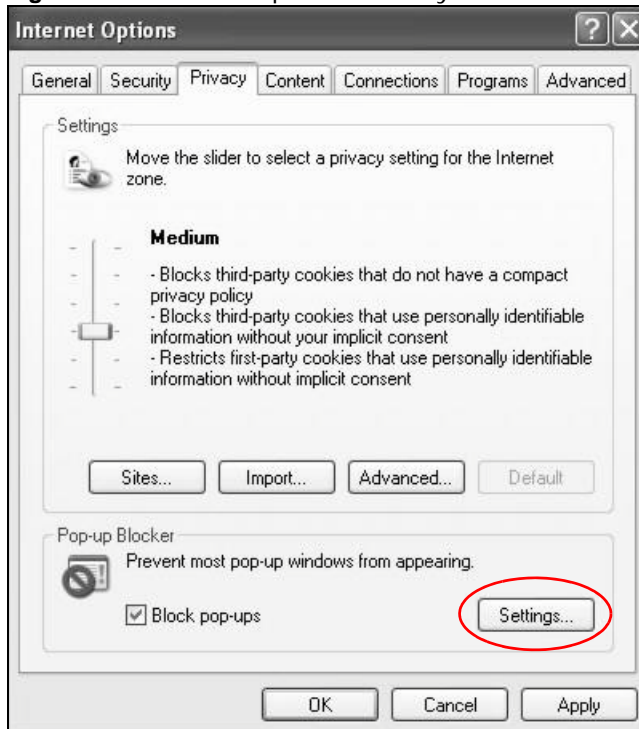 Internet Options
General Security Privacy Content Connections Programs Advanced
Settings
Move the slider to select a privacy setting for the Internet
zone.
Medium
- Blocks third-party cookies that do not have a compact
privacy policy
- Blocks third-party cookies that use personally identifiable
information without your implicit consent
- Restricts first-party cookies that use personally identifiable
information without implicit consent
Sites... Import... Advanced... Default
Pop-up Blocker
Prevent most pop-up windows from appearing.
Block pop-ups
Settings...
OK Cancel Apply